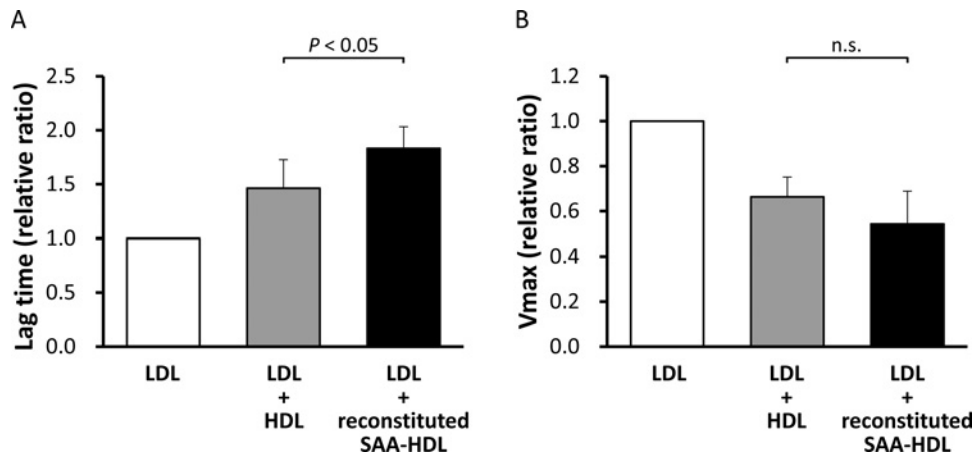 A
P < 0.05
Lag time (relative ratio)
2.5
2.0
1.5
1.0
0.5
0.0
LDL
LDL
+
HDL
LDL
+
reconstituted
SAA-HDL
B
n.s.
Vmax (relative ratio)
1.2
1.0
0.8
0.6
0.4
0.2
0.0
LDL
LDL
+
HDL
LDL
+
reconstituted
SAA-HDL